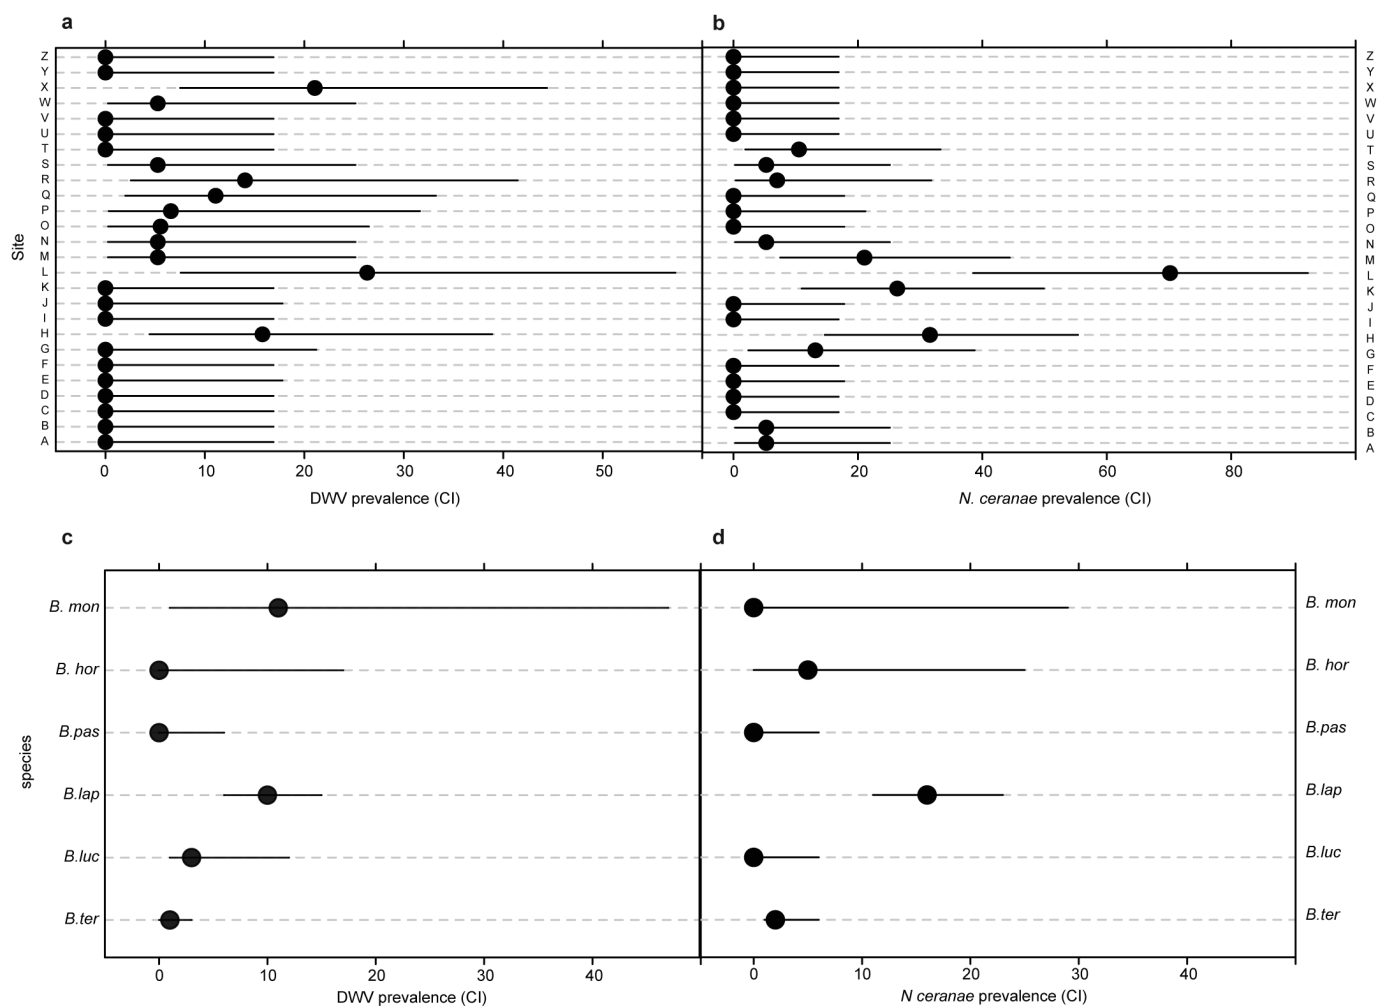 a
b
Z
Y
X
W
V
U
T
S
R
Q
P
O
N
M
L
K
J
I
H
G
F
E
D
C
B
A
Site
Z
Y
X
W
V
U
T
S
R
Q
P
O
N
M
L
K
J
I
H
G
F
E
D
C
B
A
0 10 20 30 40 50
DWV prevalence (CI)
0 20 40 60 80
N. ceranae prevalence (CI)
c
d
B. mon
B. hor
B.pas
B.lap
B.luc
B.ter
species
B. mon
B. hor
B.pas
B.lap
B.luc
B.ter
0 10 20 30 40
DWV prevalence (CI)
0 10 20 30 40
N ceranae prevalence (CI)